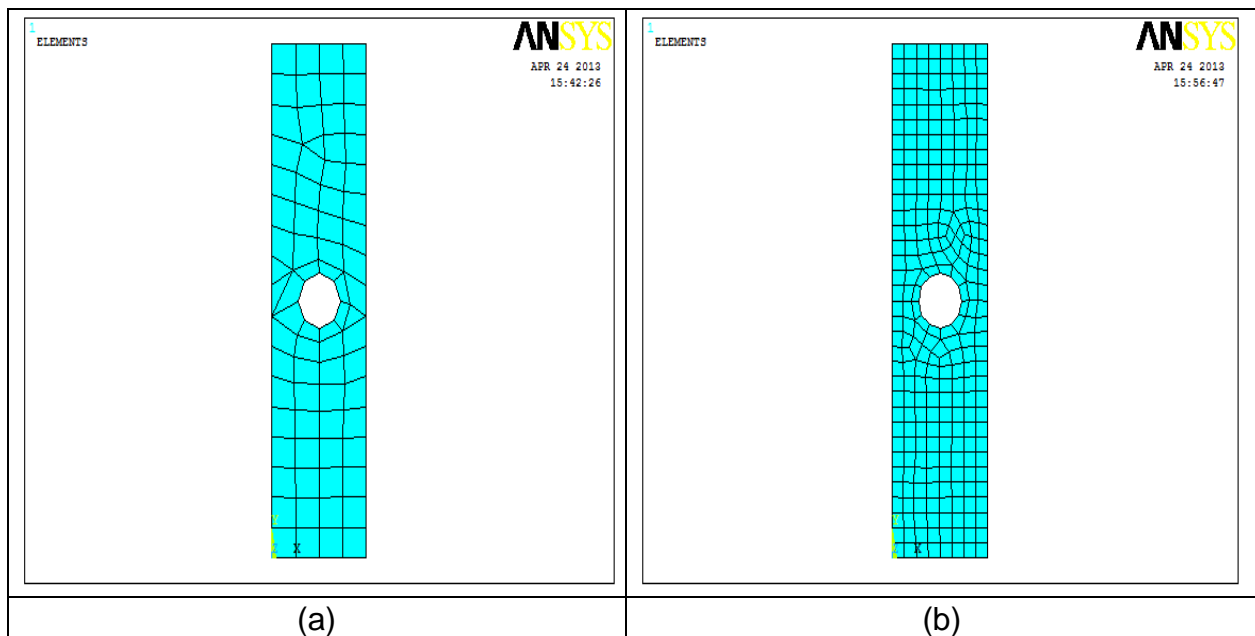 1
ELEMENTS
ANSYS
APR 24 2013
15:42:26
Y
Z X
(a)
1
ELEMENTS
ANSYS
APR 24 2013
15:56:47
Y
Z X
(b)